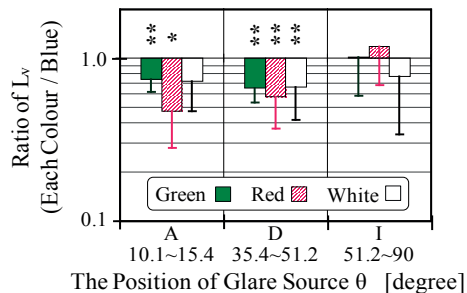 ** * ** ** **
1.0
0.1
Ratio of Lv
(Each Colour / Blue)
Green Red White
A D I
10.1~15.4 35.4~51.2 51.2~90
The Position of Glare Source θ [degree]